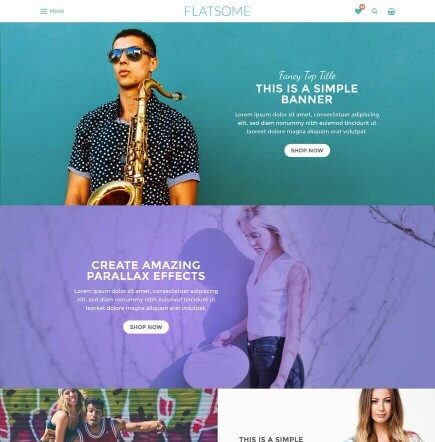 MENU
FLATSOME
Fancy Top Title
THIS IS A SIMPLE
BANNER
Lorem ipsum dolor sit amet, consectetuer adipiscing
elit, sed diam nonummy nibh euismod tincidunt ut
laoreet dolore magna aliquam erat volutpat.
SHOP NOW
CREATE AMAZING
PARALLAX EFFECTS
Lorem ipsum dolor sit amet, consectetuer adipiscing
elit, sed diam nonummy nibh euismod tincidunt ut
laoreet dolore magna aliquam erat volutpat.
SHOP NOW
THIS IS A SIMPLE